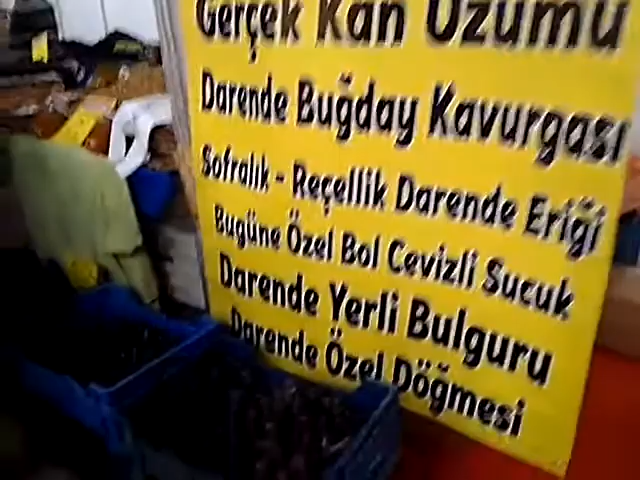 Gerçek Kan Üzümü
Darende Buğday Kavurgası
Sofralık - Reçellik Darende Eriği
Bugüne Özel Bol Cevizli Sucuk
Darende Yerli Bulguru
Darende Özel Döğmesi